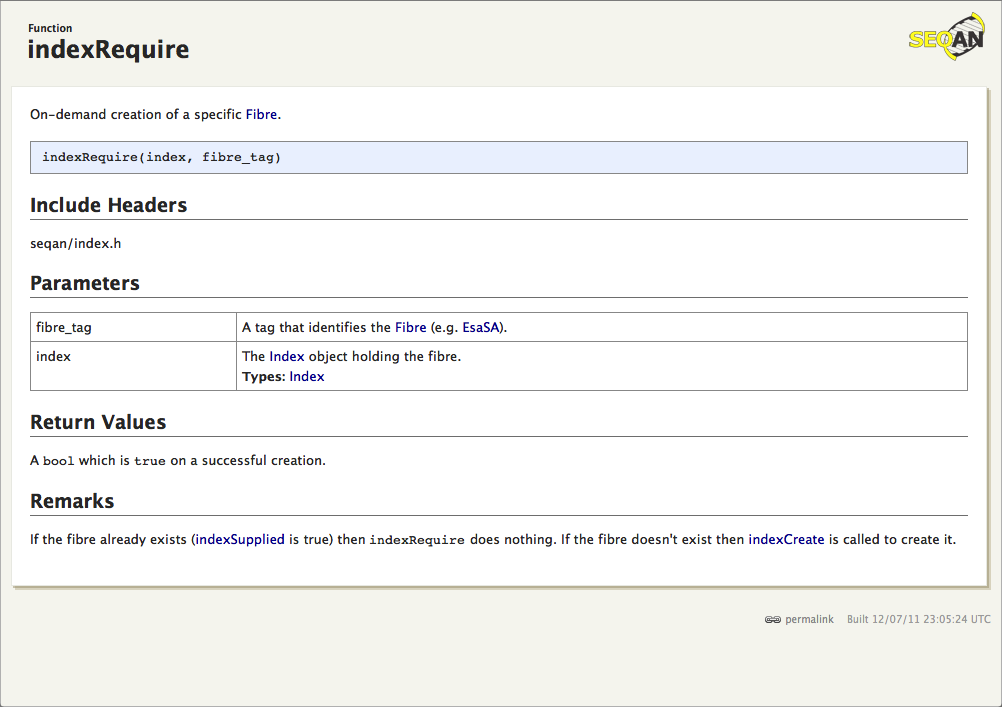 Function
indexRequire
SEQAN
On-demand creation of a specific Fibre.
indexRequire(index, fibre_tag)
Include Headers
seqan/index.h
Parameters
fibre_tag A tag that identifies the Fibre (e.g. EsaSA).
index The Index object holding the fibre.
Types: Index
Return Values
A bool which is true on a successful creation.
Remarks
If the fibre already exists (indexSupplied is true) then indexRequire does nothing. If the fibre doesn't exist then indexCreate is called to create it.
permalink Built 12/07/11 23:05:24 UTC